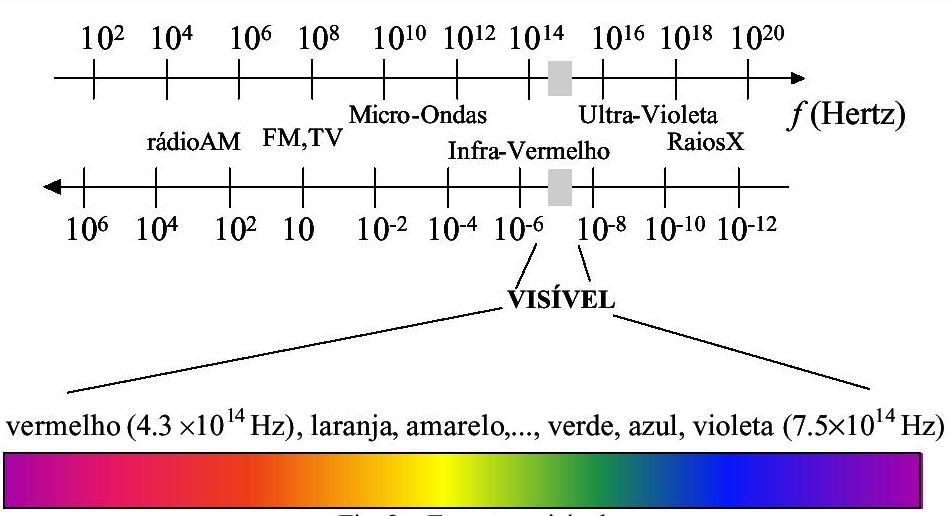 10² 10⁴ 10⁶ 10⁸ 10¹⁰ 10¹² 10¹⁴ 10¹⁶ 10¹⁸ 10²⁰
f (Hertz)
Micro-Ondas Ultra-Violeta
rádioAM FM,TV Infra-Vermelho RaiosX
10⁶ 10⁴ 10² 10 10⁻² 10⁻⁴ 10⁻⁶ 10⁻⁸ 10⁻¹⁰ 10⁻¹²
VISÍVEL
vermelho (4.3 ×10¹⁴ Hz), laranja, amarelo,..., verde, azul, violeta (7.5×10¹⁴ Hz)